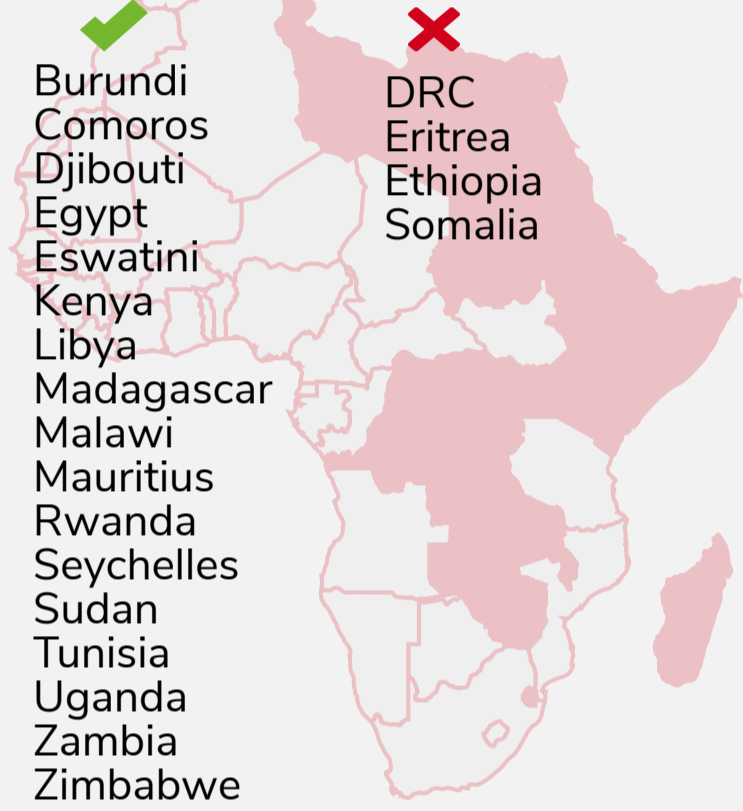 Burundi
Comoros
Djibouti
Egypt
Eswatini
Kenya
Libya
Madagascar
Malawi
Mauritius
Rwanda
Seychelles
Sudan
Tunisia
Uganda
Zambia
Zimbabwe
DRC
Eritrea
Ethiopia
Somalia